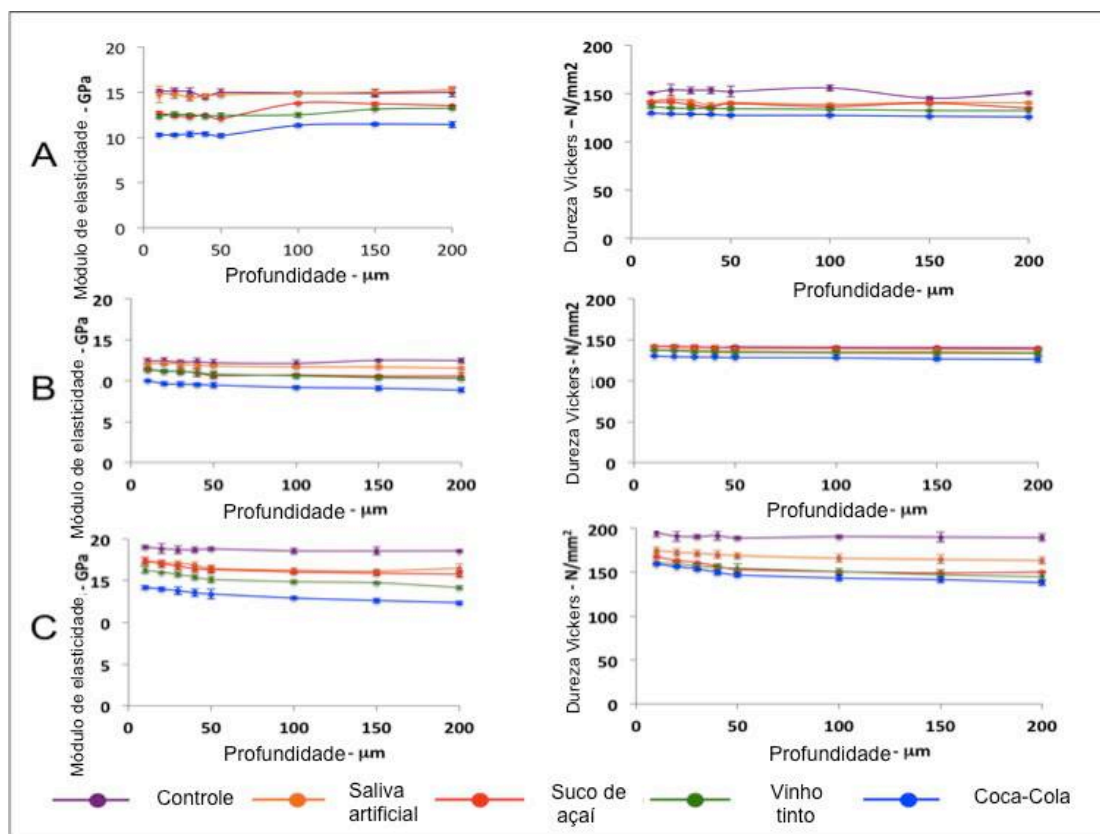 A
Módulo de elasticidade - GPa
20
15
10
5
0
0 50 100 150 200
Profundidade - µm
Dureza Vickers – N/mm2
200
150
100
50
0
0 50 100 150 200
Profundidade- µm
B
Módulo de elasticidade - GPa
20
15
0
5
0
0 50 100 150 200
Profundidade - µm
Dureza Vickers - N/mm2
200
150
100
50
0
0 50 100 150 200
Profundidade - µm
C
Módulo de elasticidade - GPa
20
15
0
5
0
0 50 100 150 200
Profundidade- µm
Dureza Vickers - N/mm²
200
150
100
50
0
0 50 100 150 200
Profundidade- µm
Controle
Saliva
artificial
Suco de
açaí
Vinho
tinto
Coca-Cola